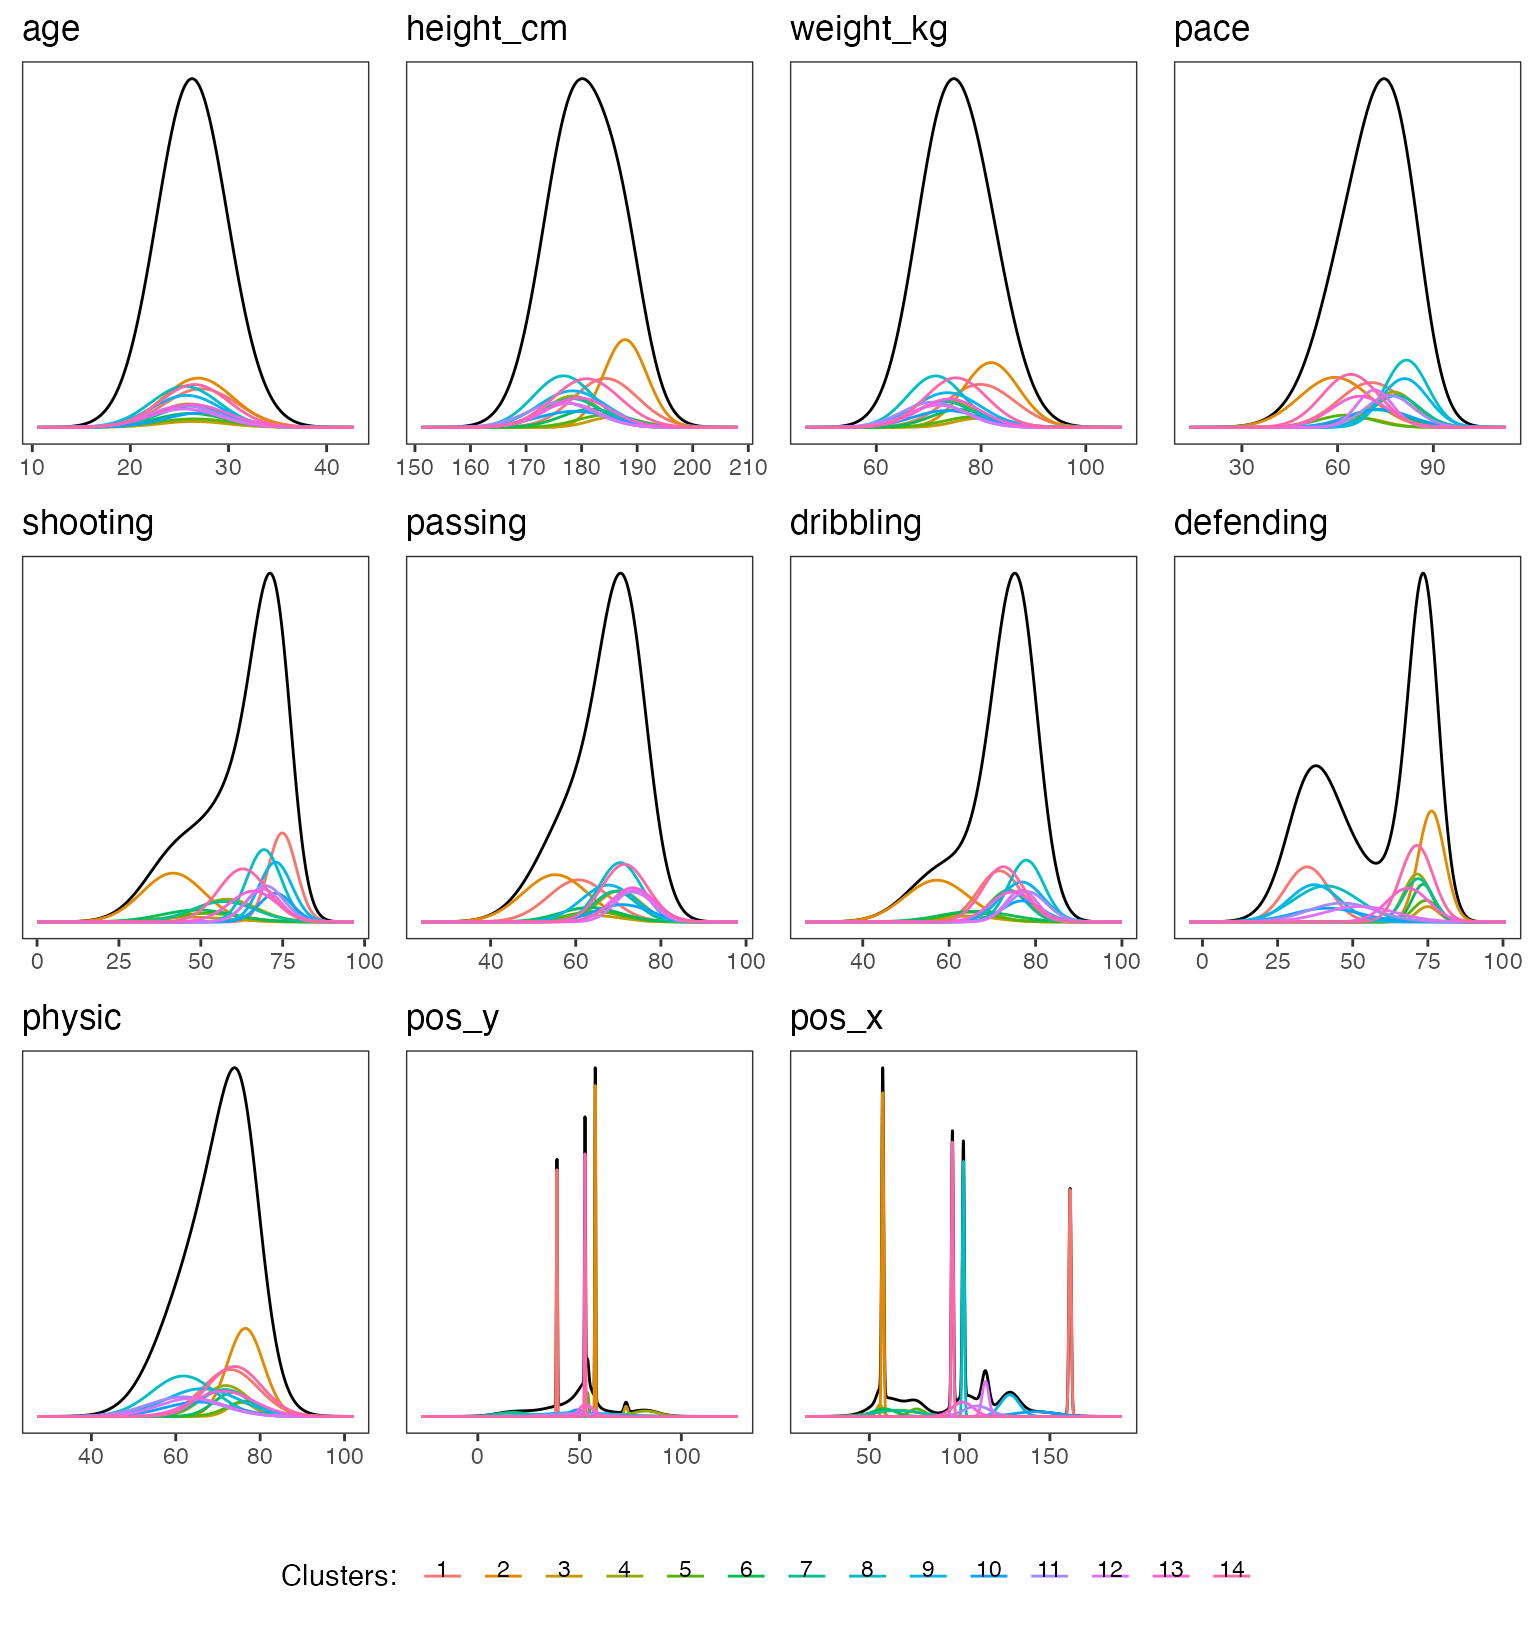 age height_cm weight_kg pace
10 20 30 40 150 160 170 180 190 200 210 60 80 100 30 60 90
shooting passing dribbling defending
0 25 50 75 100 40 60 80 100 40 60 80 100 0 25 50 75 100
physic pos_y pos_x
40 60 80 100 0 50 100 50 100 150
Clusters: 1 2 3 4 5 6 7 8 9 10 11 12 13 14